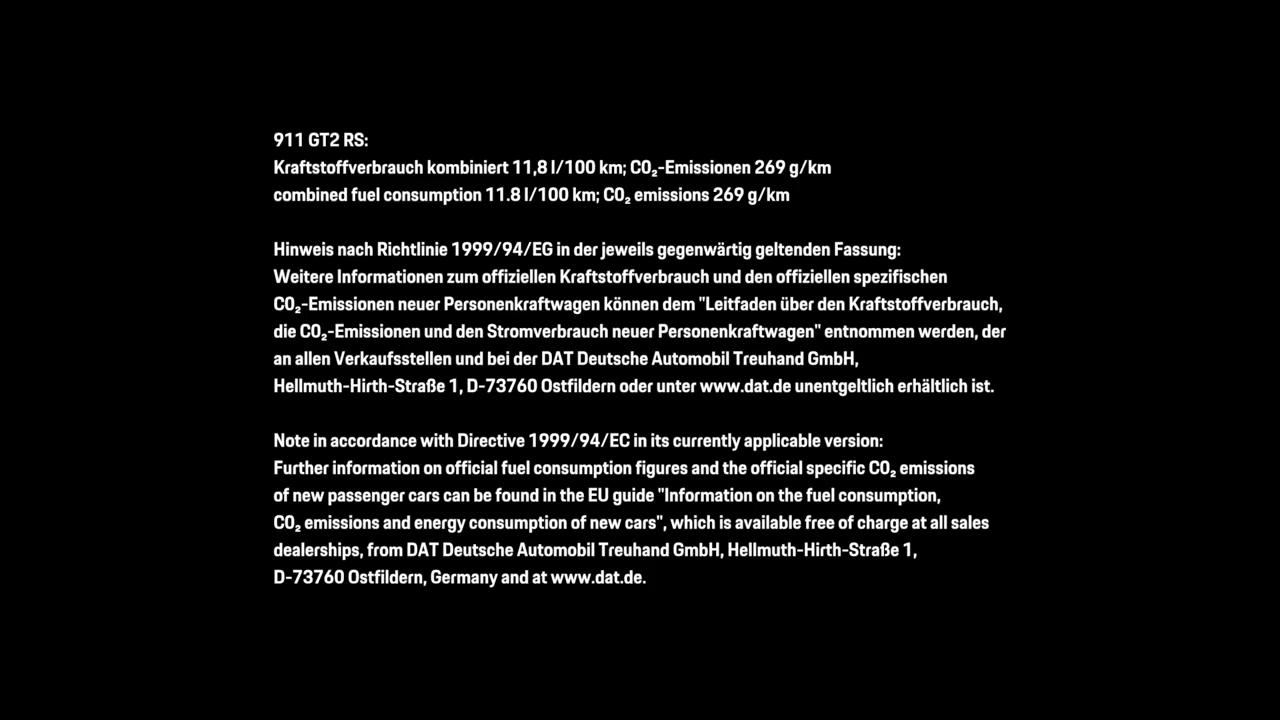 911 GT2 RS:
Kraftstoffverbrauch kombiniert 11,8 l/100 km; CO₂-Emissionen 269 g/km
combined fuel consumption 11.8 l/100 km; CO₂ emissions 269 g/km
Hinweis nach Richtlinie 1999/94/EG in der jeweils gegenwärtig geltenden Fassung:
Weitere Informationen zum offiziellen Kraftstoffverbrauch und den offiziellen spezifischen
CO₂-Emissionen neuer Personenkraftwagen können dem "Leitfaden über den Kraftstoffverbrauch,
die CO₂-Emissionen und den Stromverbrauch neuer Personenkraftwagen" entnommen werden, der
an allen Verkaufsstellen und bei der DAT Deutsche Automobil Treuhand GmbH,
Hellmuth-Hirth-Straße 1, D-73760 Ostfildern oder unter www.dat.de unentgeltlich erhältlich ist.
Note in accordance with Directive 1999/94/EC in its currently applicable version:
Further information on official fuel consumption figures and the official specific CO₂ emissions
of new passenger cars can be found in the EU guide "Information on the fuel consumption,
CO₂ emissions and energy consumption of new cars", which is available free of charge at all sales
dealerships, from DAT Deutsche Automobil Treuhand GmbH, Hellmuth-Hirth-Straße 1,
D-73760 Ostfildern, Germany and at www.dat.de.